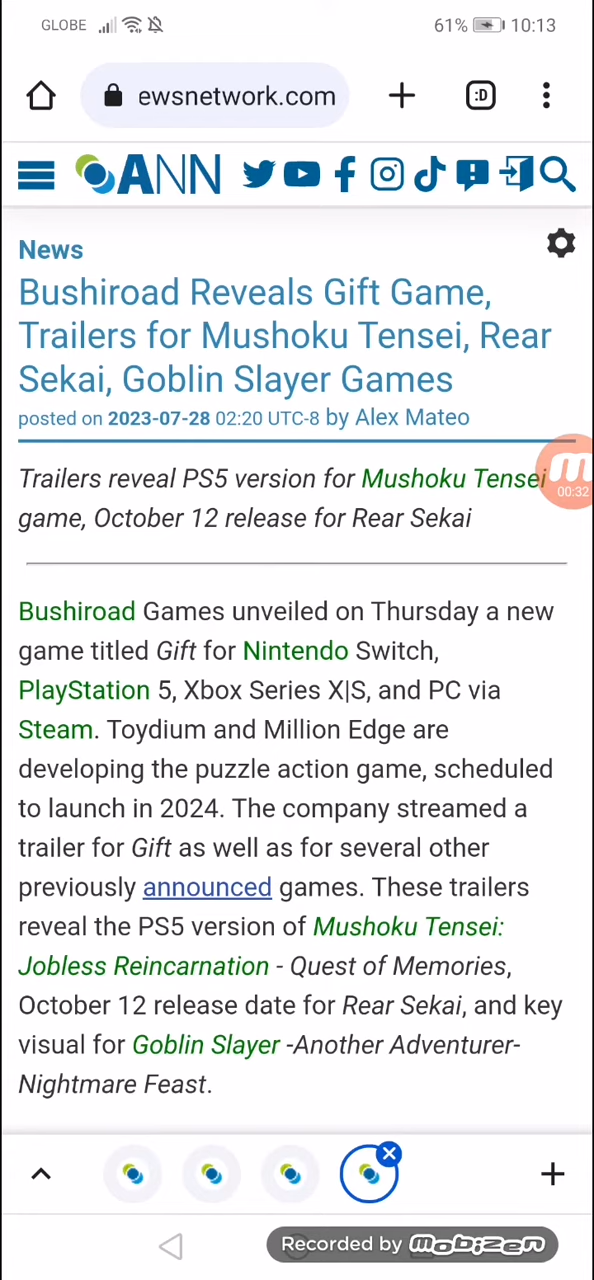 GLOBE 61% 10:13
ewsnetwork.com :D
ANN
News
Bushiroad Reveals Gift Game,
Trailers for Mushoku Tensei, Rear
Sekai, Goblin Slayer Games
posted on 2023-07-28 02:20 UTC-8 by Alex Mateo
Trailers reveal PS5 version for Mushoku Tensei
game, October 12 release for Rear Sekai
00:32
Bushiroad Games unveiled on Thursday a new
game titled Gift for Nintendo Switch,
PlayStation 5, Xbox Series X|S, and PC via
Steam. Toydium and Million Edge are
developing the puzzle action game, scheduled
to launch in 2024. The company streamed a
trailer for Gift as well as for several other
previously announced games. These trailers
reveal the PS5 version of Mushoku Tensei:
Jobless Reincarnation - Quest of Memories,
October 12 release date for Rear Sekai, and key
visual for Goblin Slayer -Another Adventurer-
Nightmare Feast.
Recorded by mobizen